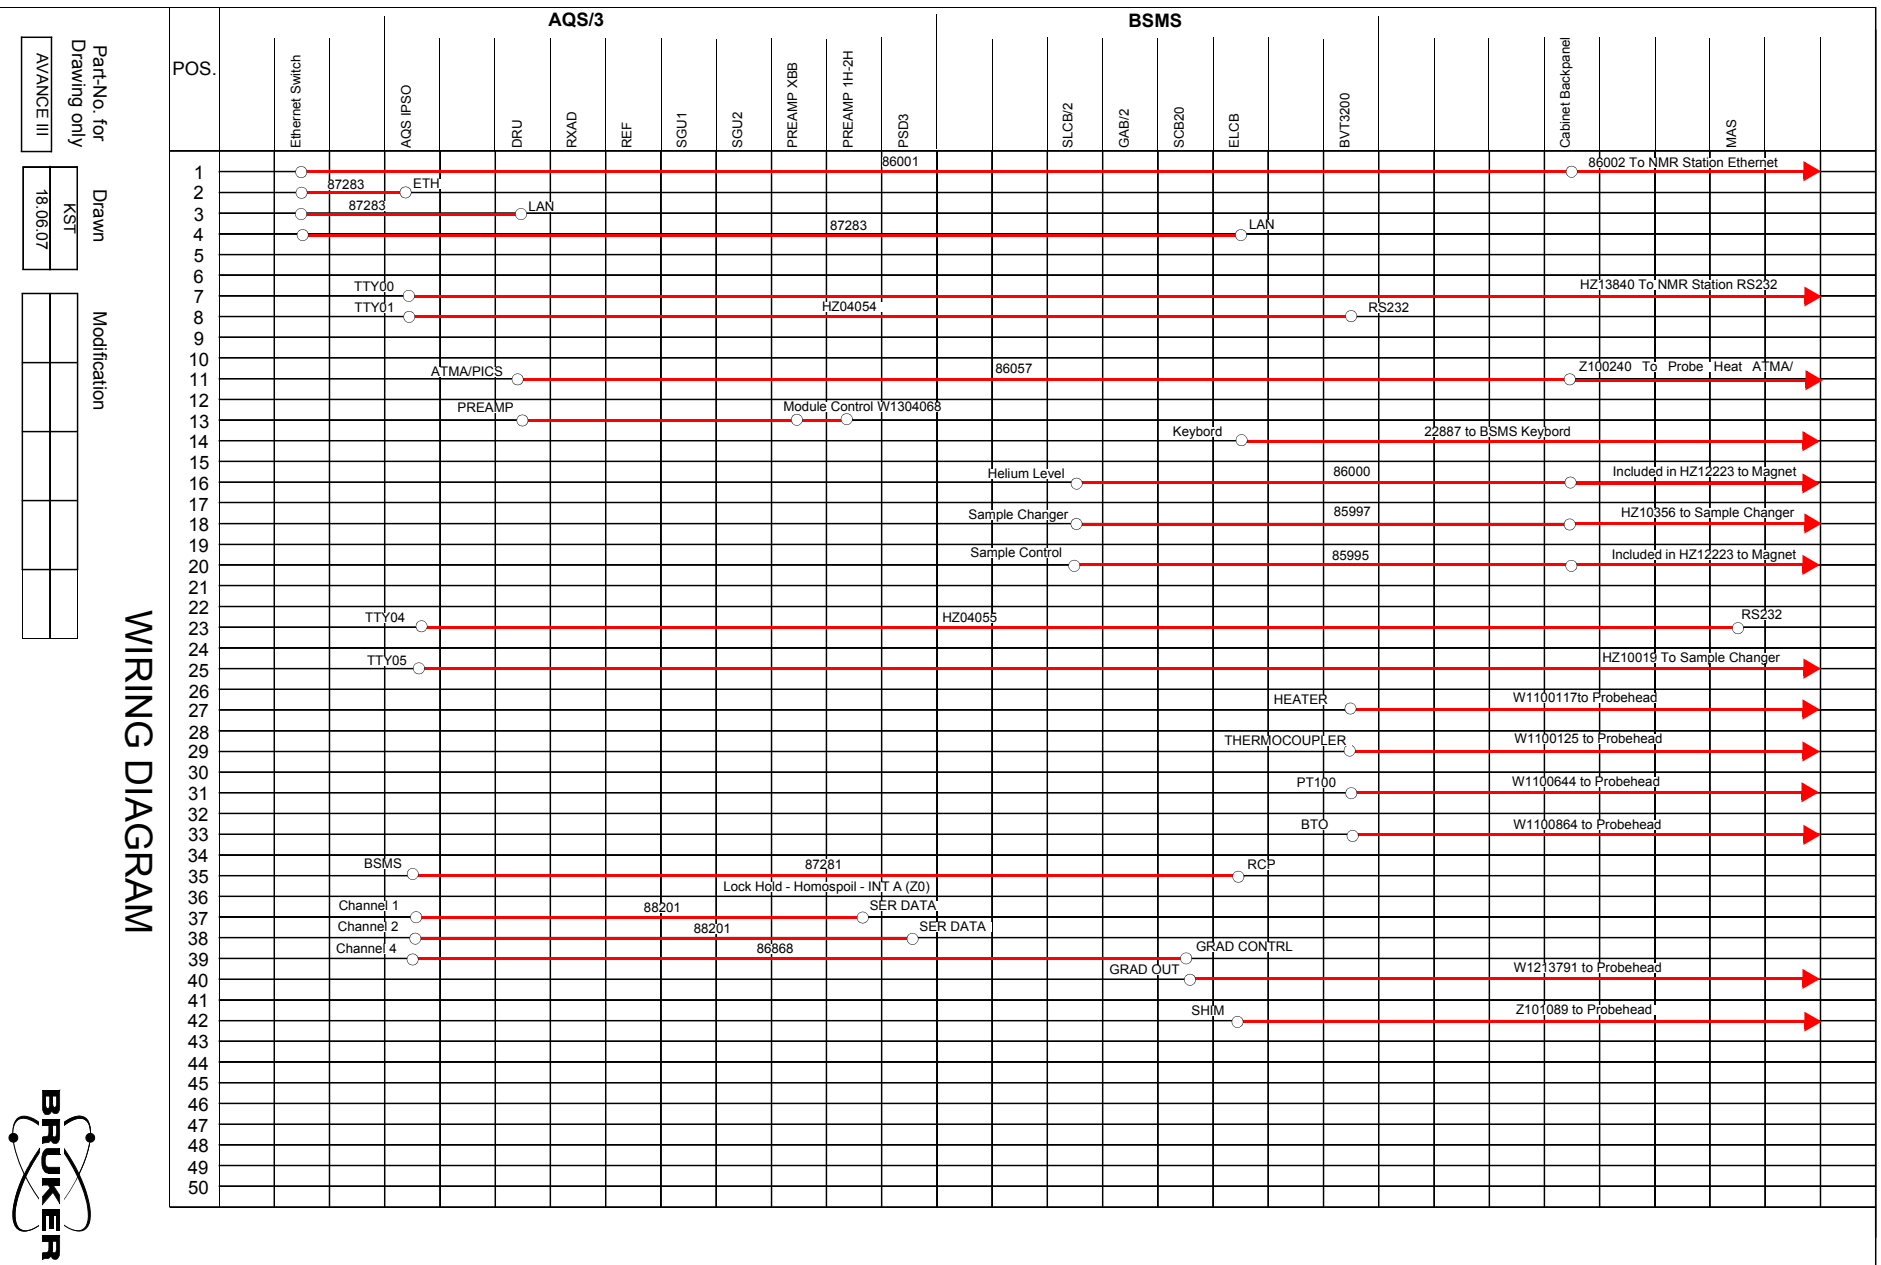 AQS/3
BSMS
POS.
Ethernet Switch
AQS IPSO
DRU
RXAD
REF
SGU1
SGU2
PREAMP XBB
PREAMP 1H-2H
PSD3
SLCB/2
GAB/2
SCB20
ELCB
BVT3200
Cabinet Backpanel
MAS
1
86001
86002 To NMR Station Ethernet
2
87283
ETH
3
87283
LAN
4
87283
LAN
5
6
7
TTY00
HZ13840 To NMR Station RS232
8
TTY01
HZ04054
RS232
9
10
11
ATMA/PICS
86057
Z100240 To Probe Heat ATMA/
12
13
PREAMP
Module Control W1304068
14
Keybord
22887 to BSMS Keybord
15
16
Helium Level
86000
Included in HZ12223 to Magnet
17
18
Sample Changer
85997
HZ10356 to Sample Changer
19
20
Sample Control
85995
Included in HZ12223 to Magnet
21
22
23
TTY04
HZ04055
RS232
24
25
TTY05
HZ10019 To Sample Changer
26
27
HEATER
W1100117to Probehead
28
29
THERMOCOUPLER
W1100125 to Probehead
30
31
PT100
W1100644 to Probehead
32
33
BTO
W1100864 to Probehead
34
35
BSMS
87281
RCP
36
Lock Hold - Homospoil - INT A (Z0)
37
Channel 1
88201
SER DATA
38
Channel 2
88201
SER DATA
39
Channel 4
86868
GRAD CONTRL
40
GRAD OUT
W1213791 to Probehead
41
42
SHIM
Z101089 to Probehead
43
44
45
46
47
48
49
50
Part-No. for
Drawing only
AVANCE III
Drawn
KST
18.06.07
Modification
WIRING DIAGRAM
BRUKER